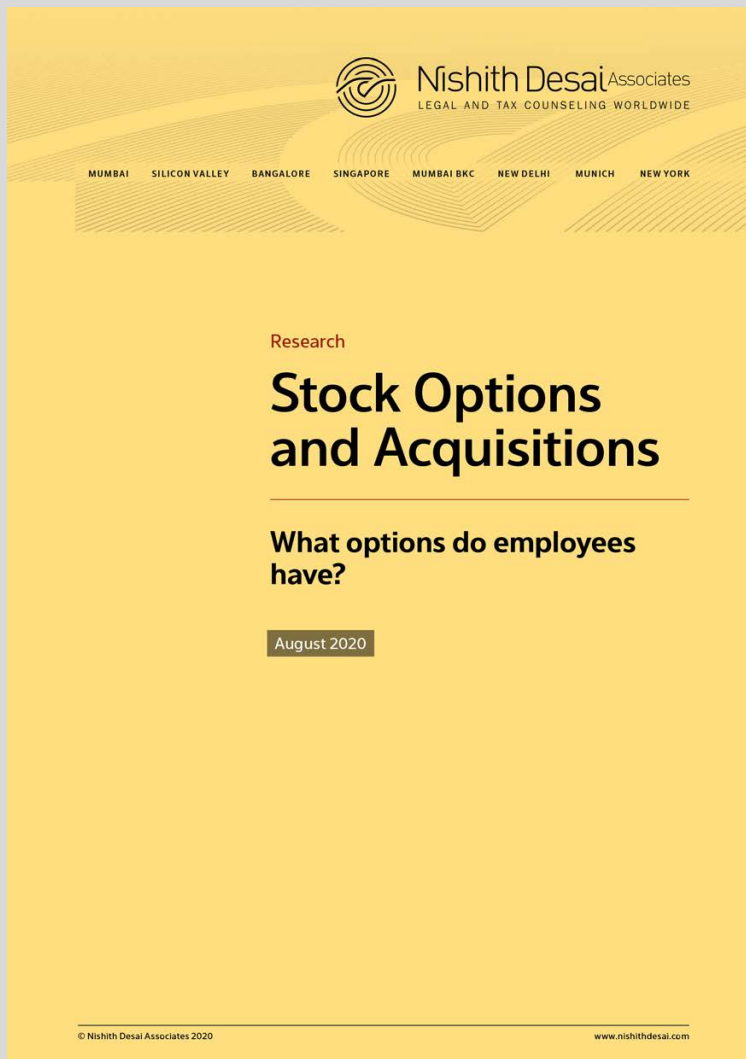 Nishith Desai Associates
LEGAL AND TAX COUNSELING WORLDWIDE
MUMBAI SILICON VALLEY BANGALORE SINGAPORE MUMBAI BKC NEW DELHI MUNICH NEW YORK
Research
Stock Options
and Acquisitions
What options do employees
have?
August 2020
© Nishith Desai Associates 2020 www.nishithdesai.com